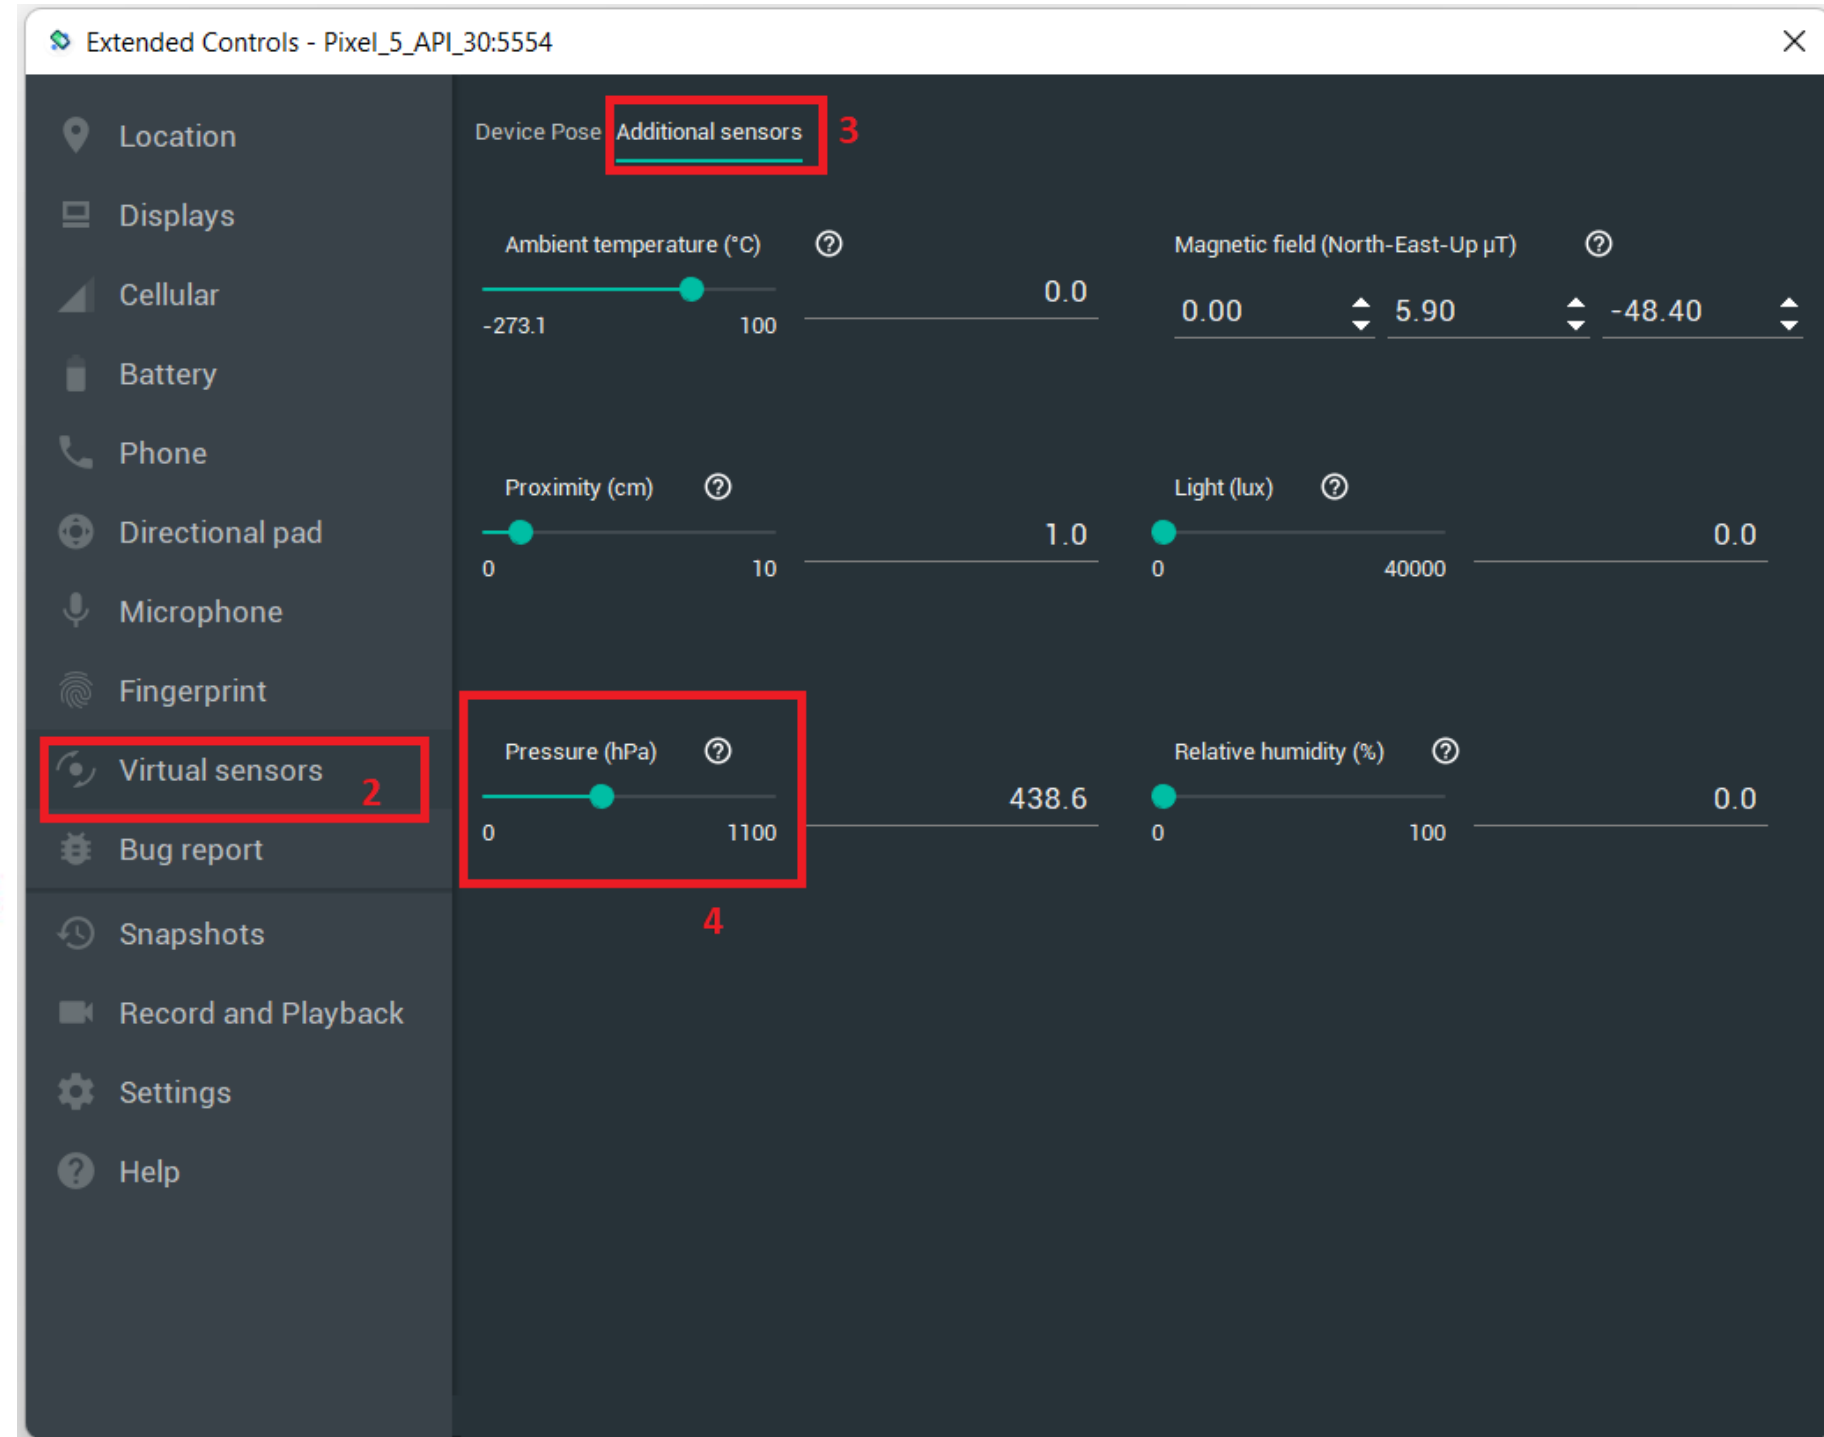 Extended Controls - Pixel_5_API_30:5554
Location
Displays
Cellular
Battery
Phone
Directional pad
Microphone
Fingerprint
Virtual sensors 2
Bug report
Snapshots
Record and Playback
Settings
Help
Device Pose Additional sensors 3
Ambient temperature (°C)
0.0
-273.1 100
Magnetic field (North-East-Up µT)
0.00 5.90 -48.40
Proximity (cm)
1.0
0 10
Light (lux)
0.0
0 40000
Pressure (hPa)
438.6
0 1100
4
Relative humidity (%)
0.0
0 100